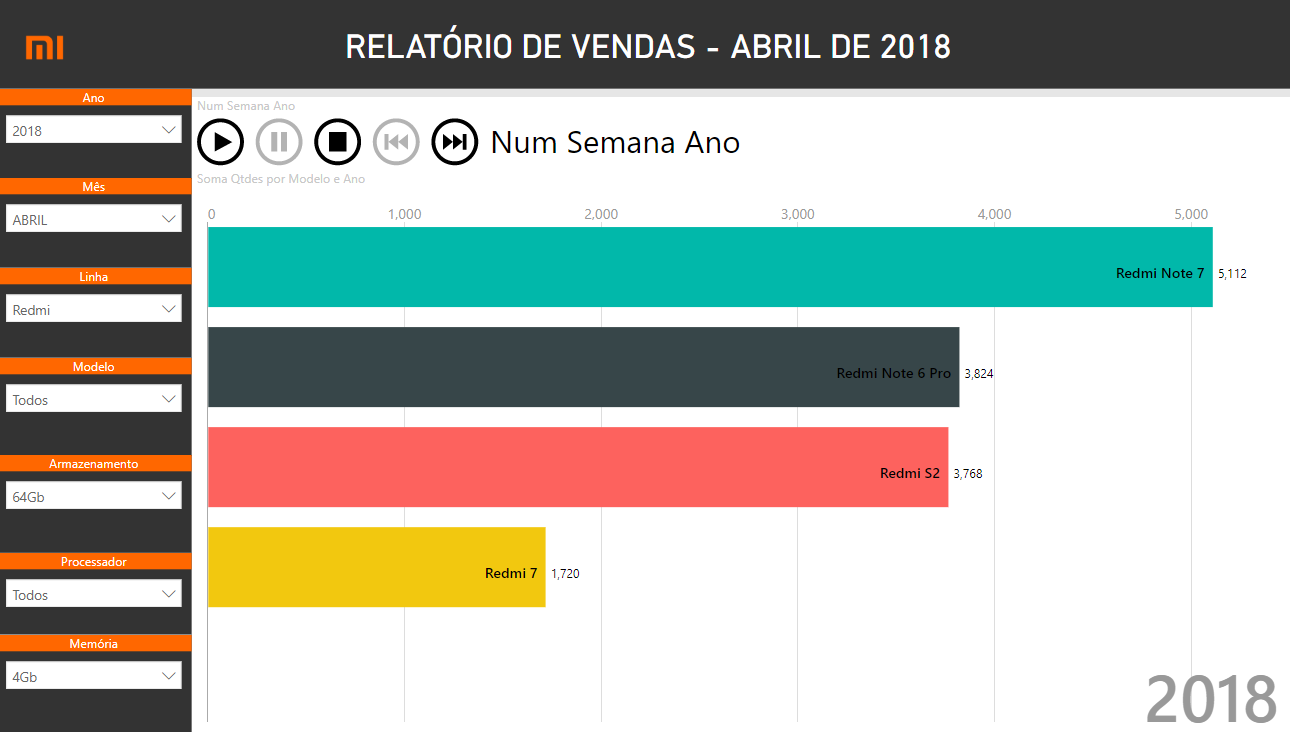 mi
RELATÓRIO DE VENDAS - ABRIL DE 2018
Ano
2018
Mês
ABRIL
Linha
Redmi
Modelo
Todos
Armazenamento
64Gb
Processador
Todos
Memória
4Gb
Num Semana Ano
Num Semana Ano
Soma Qtdes por Modelo e Ano
0 1,000 2,000 3,000 4,000 5,000
Redmi Note 7 5,112
Redmi Note 6 Pro 3,824
Redmi S2 3,768
Redmi 7 1,720
2018